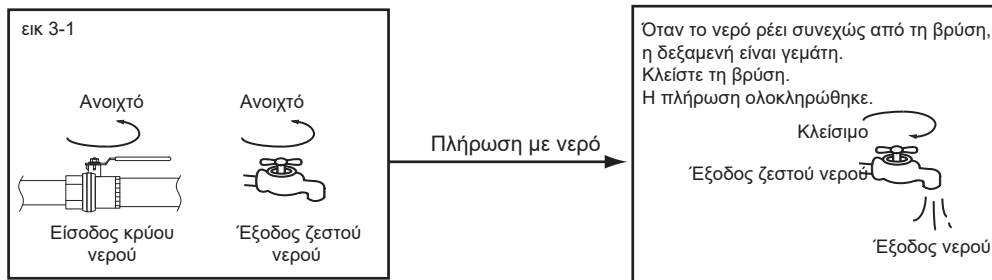 εικ 3-1
Ανοιχτό
Ανοιχτό
Είσοδος κρύου
νερού
Έξοδος ζεστού
νερού
Πλήρωση με νερό
Όταν το νερό ρέει συνεχώς από τη βρύση,
η δεξαμενή είναι γεμάτη.
Κλείστε τη βρύση.
Η πλήρωση ολοκληρώθηκε.
Κλείσιμο
Έξοδος ζεστού νερού
Έξοδος νερού